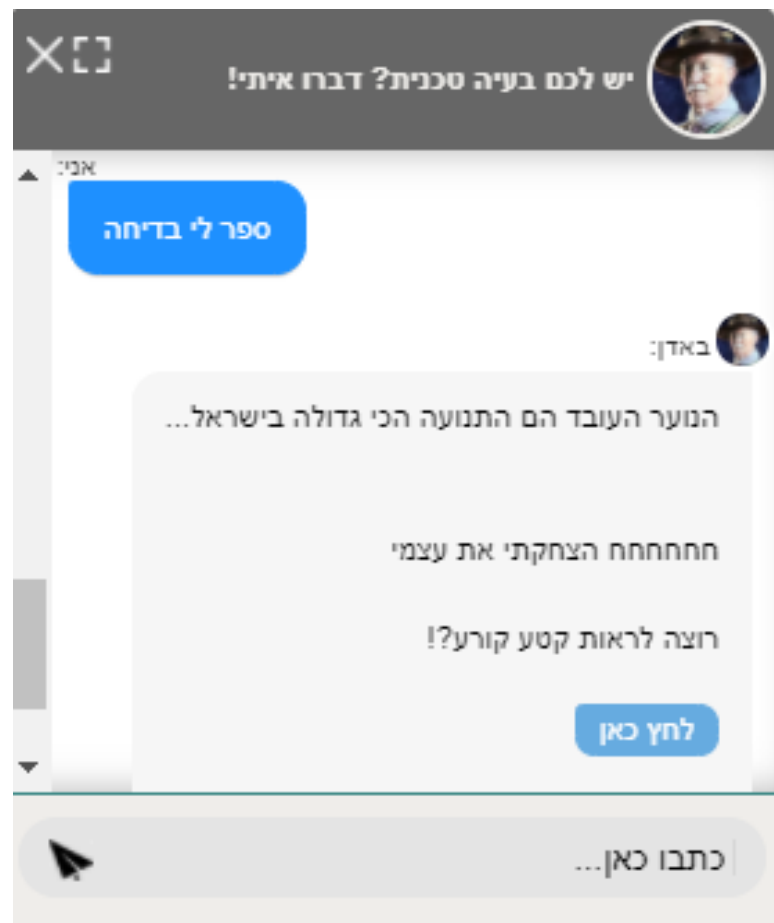 יש לכם בעיה טכנית? דברו איתי!
אני:
ספר לי בדיחה
באדן:
הנוער העובד הם התנועה הכי גדולה בישראל...
חחחחחחח הצחקתי את עצמי
רוצה לראות קטע קורע?!
לחץ כאן
כתבו כאן...